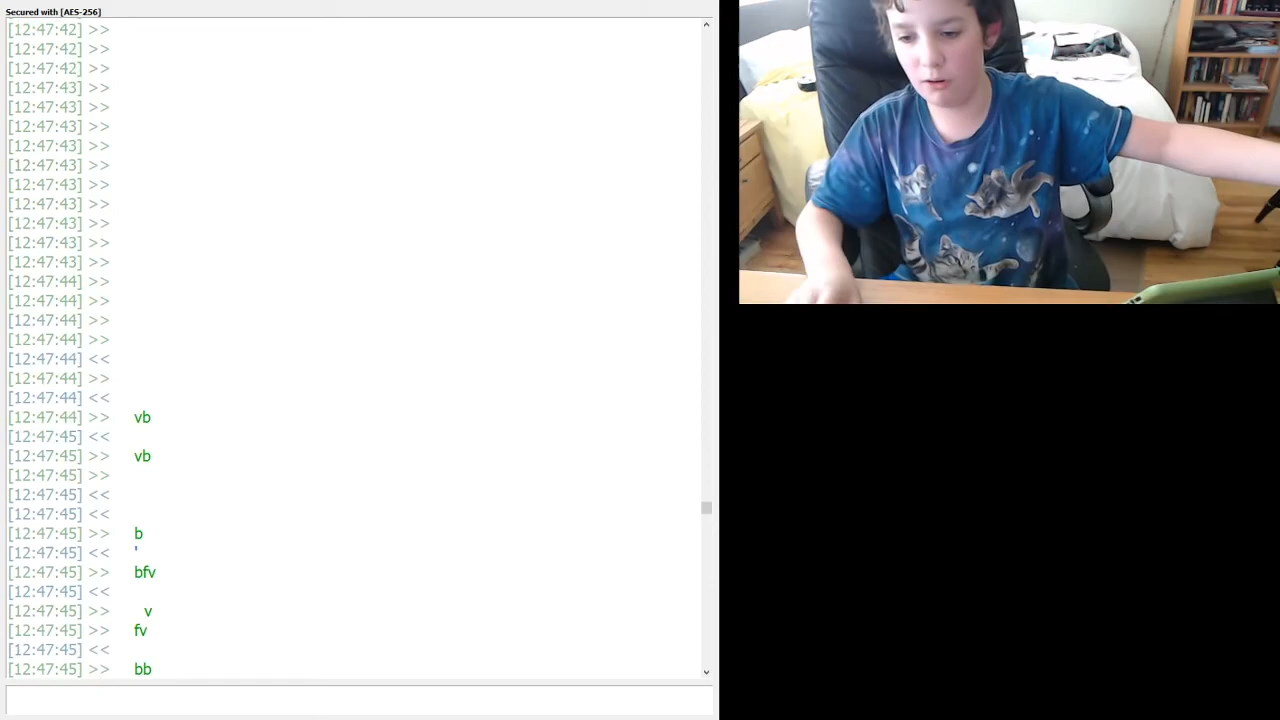 Secured with [AES-256]
[12:47:42] >>
[12:47:42] >>
[12:47:42] >>
[12:47:43] >>
[12:47:43] >>
[12:47:43] >>
[12:47:43] >>
[12:47:43] >>
[12:47:43] >>
[12:47:43] >>
[12:47:43] >>
[12:47:43] >>
[12:47:43] >>
[12:47:44] >>
[12:47:44] >>
[12:47:44] >>
[12:47:44] >>
[12:47:44] <<
[12:47:44] >>
[12:47:44] <<
[12:47:44] >> vb
[12:47:45] <<
[12:47:45] >> vb
[12:47:45] >>
[12:47:45] <<
[12:47:45] <<
[12:47:45] >> b
[12:47:45] << '
[12:47:45] >> bfv
[12:47:45] <<
[12:47:45] >> v
[12:47:45] >> fv
[12:47:45] <<
[12:47:45] >> bb